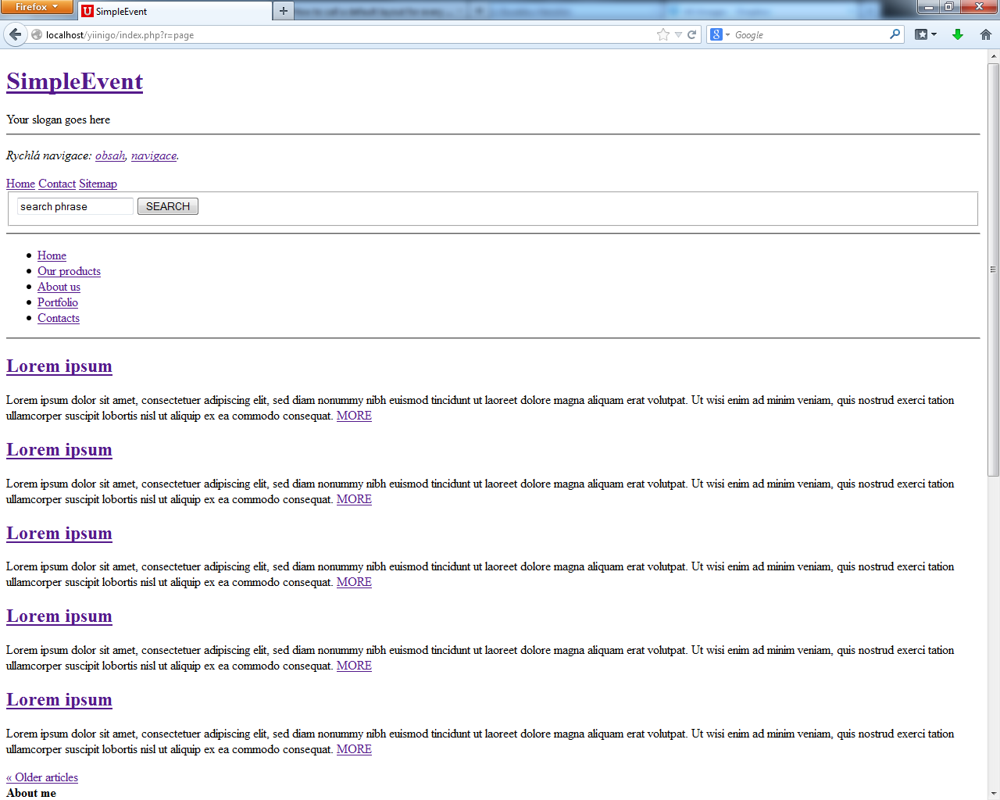 Firefox
SimpleEvent
localhost/yiinigo/index.php?r=page
Google
SimpleEvent
Your slogan goes here
Rychlá navigace: obsah, navigace.
Home Contact Sitemap
search phrase SEARCH
Home
Our products
About us
Portfolio
Contacts
Lorem ipsum
Lorem ipsum dolor sit amet, consectetuer adipiscing elit, sed diam nonummy nibh euismod tincidunt ut laoreet dolore magna aliquam erat volutpat. Ut wisi enim ad minim veniam, quis nostrud exerci tation
ullamcorper suscipit lobortis nisl ut aliquip ex ea commodo consequat. MORE
Lorem ipsum
Lorem ipsum dolor sit amet, consectetuer adipiscing elit, sed diam nonummy nibh euismod tincidunt ut laoreet dolore magna aliquam erat volutpat. Ut wisi enim ad minim veniam, quis nostrud exerci tation
ullamcorper suscipit lobortis nisl ut aliquip ex ea commodo consequat. MORE
Lorem ipsum
Lorem ipsum dolor sit amet, consectetuer adipiscing elit, sed diam nonummy nibh euismod tincidunt ut laoreet dolore magna aliquam erat volutpat. Ut wisi enim ad minim veniam, quis nostrud exerci tation
ullamcorper suscipit lobortis nisl ut aliquip ex ea commodo consequat. MORE
Lorem ipsum
Lorem ipsum dolor sit amet, consectetuer adipiscing elit, sed diam nonummy nibh euismod tincidunt ut laoreet dolore magna aliquam erat volutpat. Ut wisi enim ad minim veniam, quis nostrud exerci tation
ullamcorper suscipit lobortis nisl ut aliquip ex ea commodo consequat. MORE
Lorem ipsum
Lorem ipsum dolor sit amet, consectetuer adipiscing elit, sed diam nonummy nibh euismod tincidunt ut laoreet dolore magna aliquam erat volutpat. Ut wisi enim ad minim veniam, quis nostrud exerci tation
ullamcorper suscipit lobortis nisl ut aliquip ex ea commodo consequat. MORE
« Older articles
About me